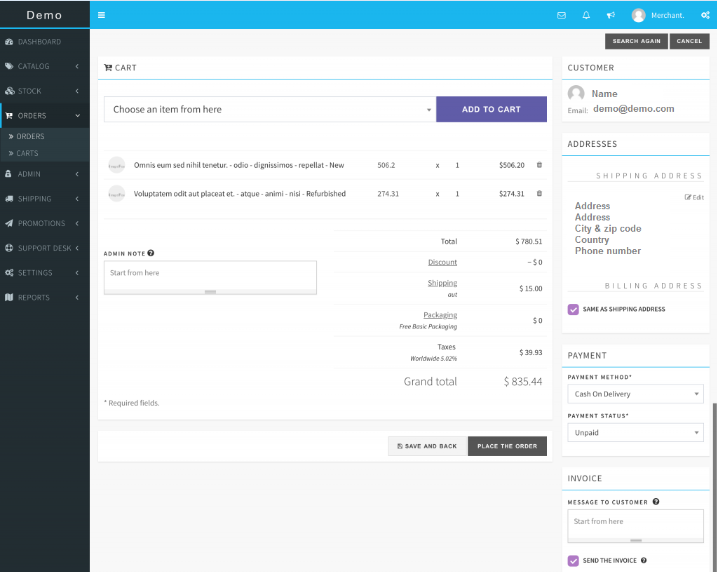 Demo
Merchant.
DASHBOARD
CATALOG
STOCK
ORDERS
ORDERS
CARTS
ADMIN
SHIPPING
PROMOTIONS
SUPPORT DESK
SETTINGS
REPORTS
SEARCH AGAIN
CANCEL
CART
Choose an item from here
ADD TO CART
Omnis eum sed nihil tenetur. - odio - dignissimos - repellat - New 506.2 x 1 $506.20
Voluptatem odit aut placeat et. - atque - animi - nisi - Refurbished 274.31 x 1 $274.31
Total $ 780.51
Discount – $ 0
Shipping $ 15.00
aut
Packaging $ 0
Free Basic Packaging
Taxes $ 39.93
Worldwide 5.02%
Grand total $ 835.44
ADMIN NOTE
Start from here
* Required fields.
SAVE AND BACK
PLACE THE ORDER
CUSTOMER
Name
Email: demo@demo.com
ADDRESSES
SHIPPING ADDRESS
Edit
Address
Address
City & zip code
Country
Phone number
BILLING ADDRESS
SAME AS SHIPPING ADDRESS
PAYMENT
PAYMENT METHOD*
Cash On Delivery
PAYMENT STATUS*
Unpaid
INVOICE
MESSAGE TO CUSTOMER
Start from here
SEND THE INVOICE